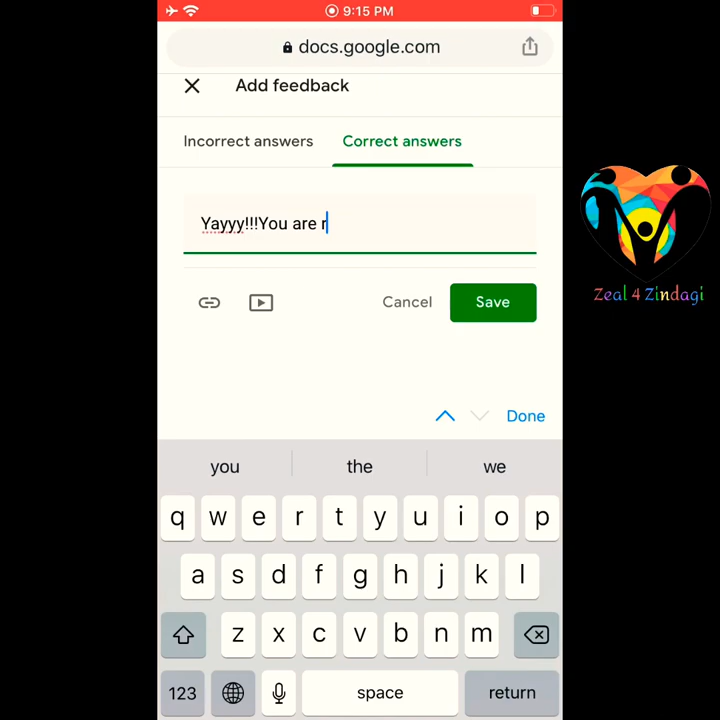 9:15 PM
docs.google.com
Add feedback
Incorrect answers
Correct answers
Yayyy!!!You are r
Cancel
Save
Zeal 4 Zindagi
Done
you
the
we
q w e r t y u i o p
a s d f g h j k l
z x c v b n m
123
space
return